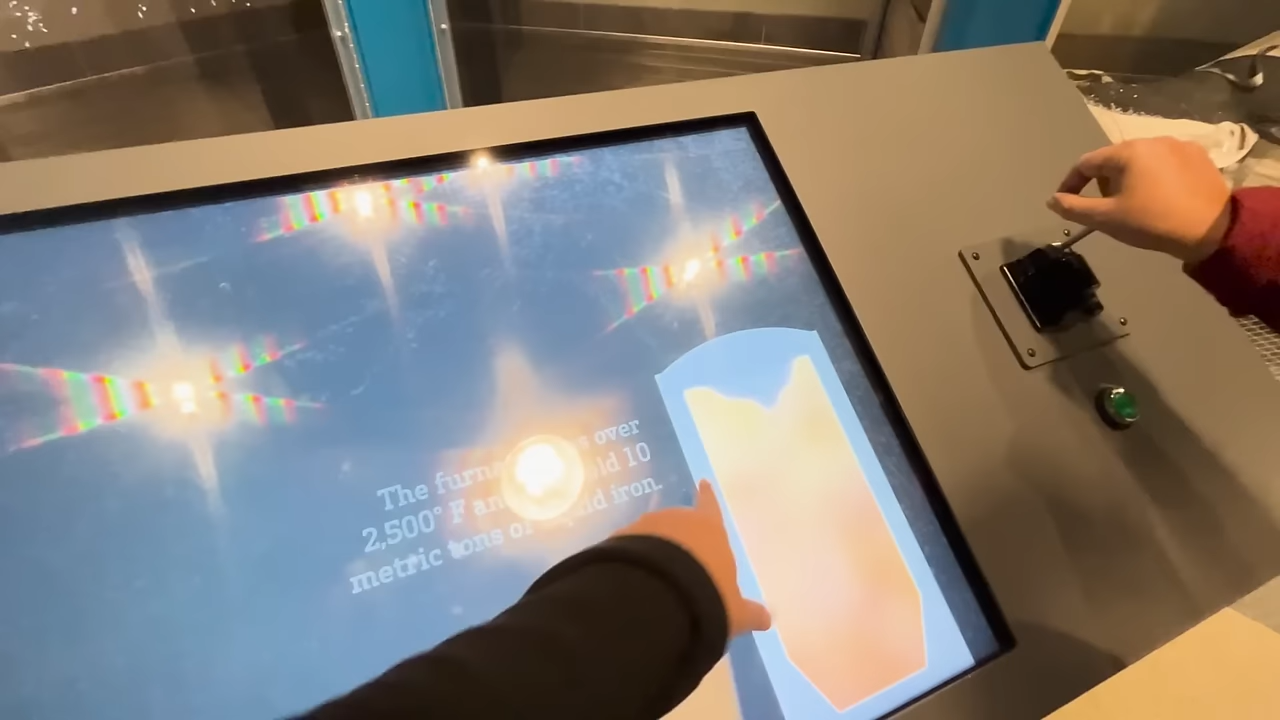 The furn over
2,500° F an ld 10
metric tons of id iron.